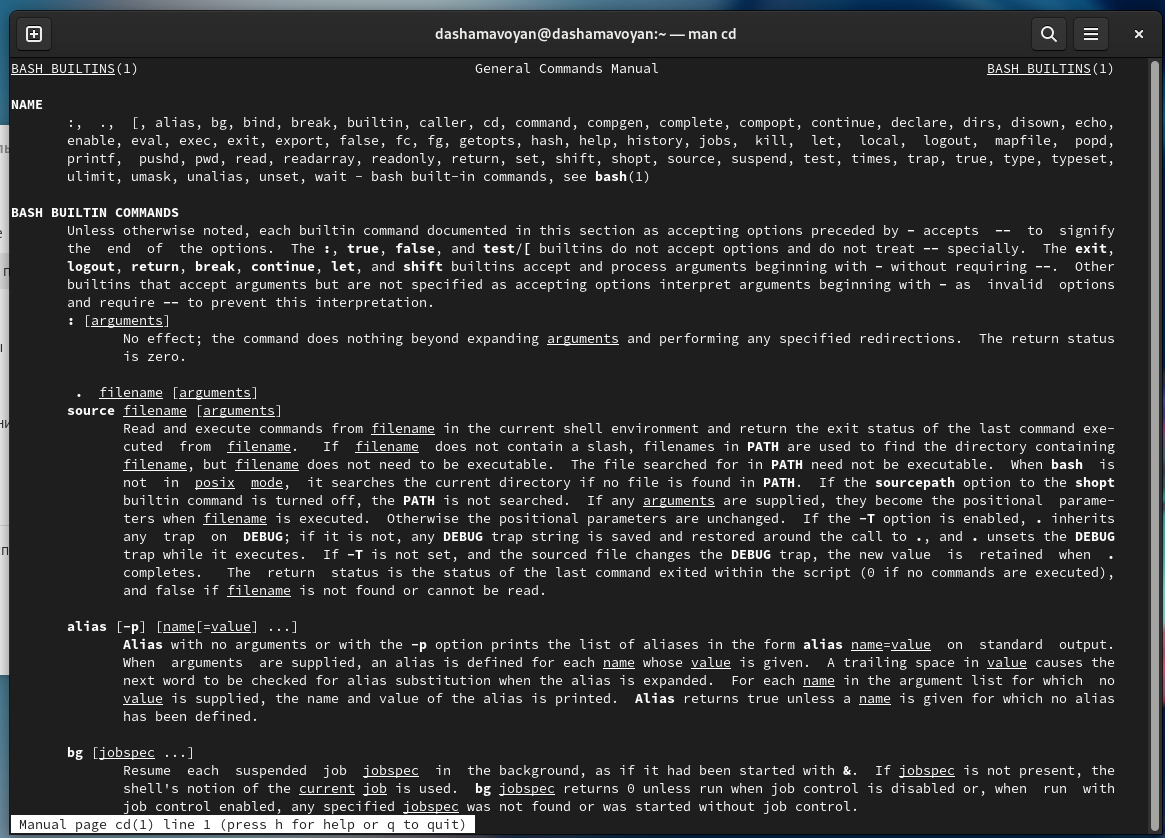 dashamavoyan@dashamavoyan:~ — man cd
BASH BUILTINS(1) General Commands Manual BASH BUILTINS(1)
NAME
:, ., [, alias, bg, bind, break, builtin, caller, cd, command, compgen, complete, compopt, continue, declare, dirs, disown, echo,
enable, eval, exec, exit, export, false, fc, fg, getopts, hash, help, history, jobs, kill, let, local, logout, mapfile, popd,
printf, pushd, pwd, read, readarray, readonly, return, set, shift, shopt, source, suspend, test, times, trap, true, type, typeset,
ulimit, umask, unalias, unset, wait - bash built-in commands, see bash(1)
BASH BUILTIN COMMANDS
Unless otherwise noted, each builtin command documented in this section as accepting options preceded by - accepts -- to signify
the end of the options. The :, true, false, and test/[ builtins do not accept options and do not treat -- specially. The exit,
logout, return, break, continue, let, and shift builtins accept and process arguments beginning with - without requiring --. Other
builtins that accept arguments but are not specified as accepting options interpret arguments beginning with - as invalid options
and require -- to prevent this interpretation.
: [arguments]
No effect; the command does nothing beyond expanding arguments and performing any specified redirections. The return status
is zero.
. filename [arguments]
source filename [arguments]
Read and execute commands from filename in the current shell environment and return the exit status of the last command exe-
cuted from filename. If filename does not contain a slash, filenames in PATH are used to find the directory containing
filename, but filename does not need to be executable. The file searched for in PATH need not be executable. When bash is
not in posix mode, it searches the current directory if no file is found in PATH. If the sourcepath option to the shopt
builtin command is turned off, the PATH is not searched. If any arguments are supplied, they become the positional parame-
ters when filename is executed. Otherwise the positional parameters are unchanged. If the -T option is enabled, . inherits
any trap on DEBUG; if it is not, any DEBUG trap string is saved and restored around the call to ., and . unsets the DEBUG
trap while it executes. If -T is not set, and the sourced file changes the DEBUG trap, the new value is retained when .
completes. The return status is the status of the last command exited within the script (0 if no commands are executed),
and false if filename is not found or cannot be read.
alias [-p] [name[=value] ...]
Alias with no arguments or with the -p option prints the list of aliases in the form alias name=value on standard output.
When arguments are supplied, an alias is defined for each name whose value is given. A trailing space in value causes the
next word to be checked for alias substitution when the alias is expanded. For each name in the argument list for which no
value is supplied, the name and value of the alias is printed. Alias returns true unless a name is given for which no alias
has been defined.
bg [jobspec ...]
Resume each suspended job jobspec in the background, as if it had been started with &. If jobspec is not present, the
shell's notion of the current job is used. bg jobspec returns 0 unless run when job control is disabled or, when run with
job control enabled, any specified jobspec was not found or was started without job control.
Manual page cd(1) line 1 (press h for help or q to quit)